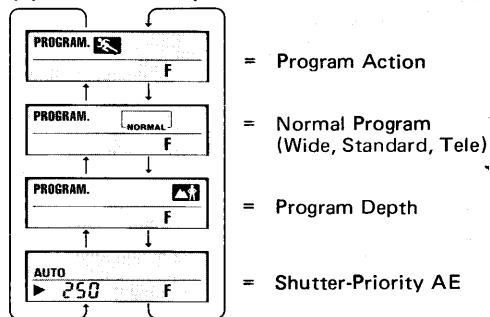 PROGRAM.
F
= Program Action
PROGRAM.
NORMAL
F
= Normal Program
(Wide, Standard, Tele)
PROGRAM.
F
= Program Depth
AUTO
▶ 250 F
= Shutter-Priority AE